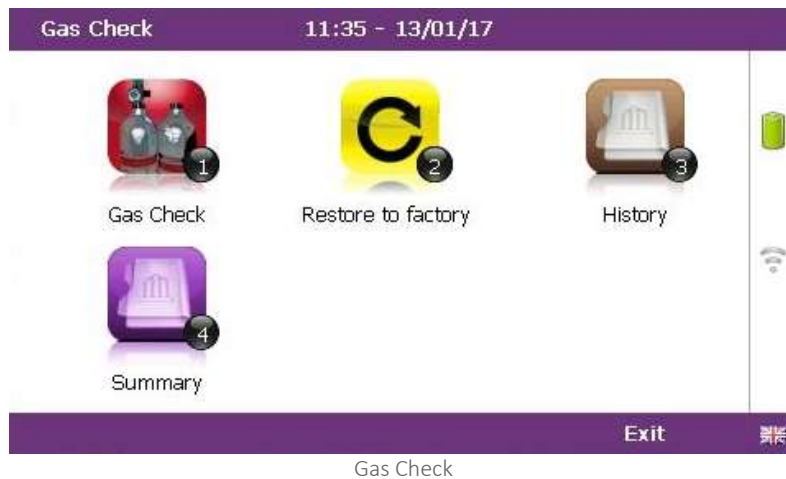 Gas Check 11:35 - 13/01/17
1 2 3
Gas Check Restore to factory History
4
Summary
Exit
Gas Check